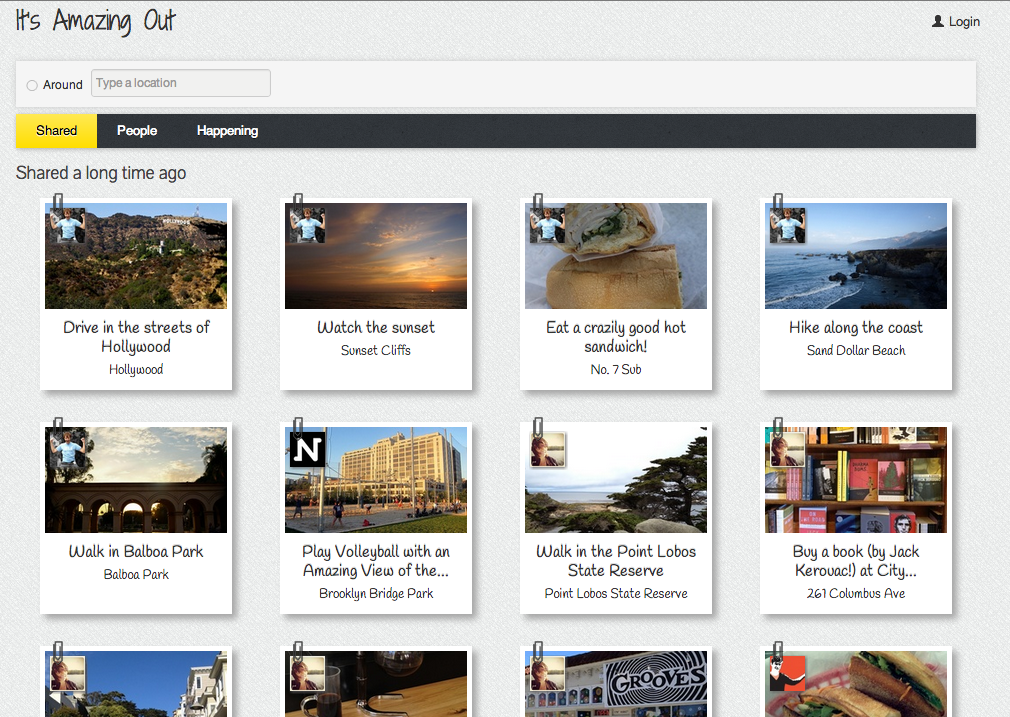 It's Amazing Out
Login
Around
Type a location
Shared
People
Happening
Shared a long time ago
HOLLYWOOD
Drive in the streets of
Hollywood
Hollywood
Watch the sunset
Sunset Cliffs
Eat a crazily good hot
sandwich!
No. 7 Sub
Hike along the coast
Sand Dollar Beach
Walk in Balboa Park
Balboa Park
N
Play Volleyball with an
Amazing View of the...
Brooklyn Bridge Park
Walk in the Point Lobos
State Reserve
Point Lobos State Reserve
Buy a book (by Jack
Kerouac!) at City...
261 Columbus Ave
GROOVES